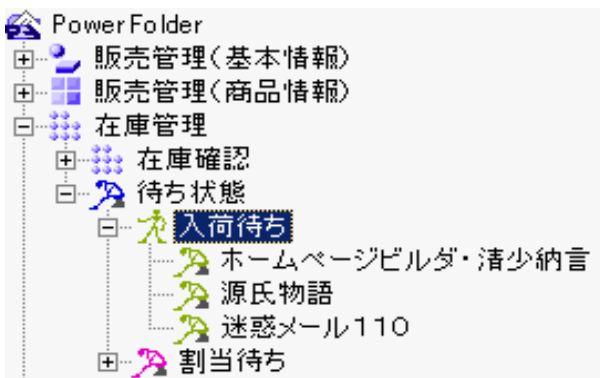 PowerFolder
販売管理(基本情報)
販売管理(商品情報)
在庫管理
在庫確認
待ち状態
入荷待ち
ホームページビルダ・清少納言
源氏物語
迷惑メール110
割当待ち